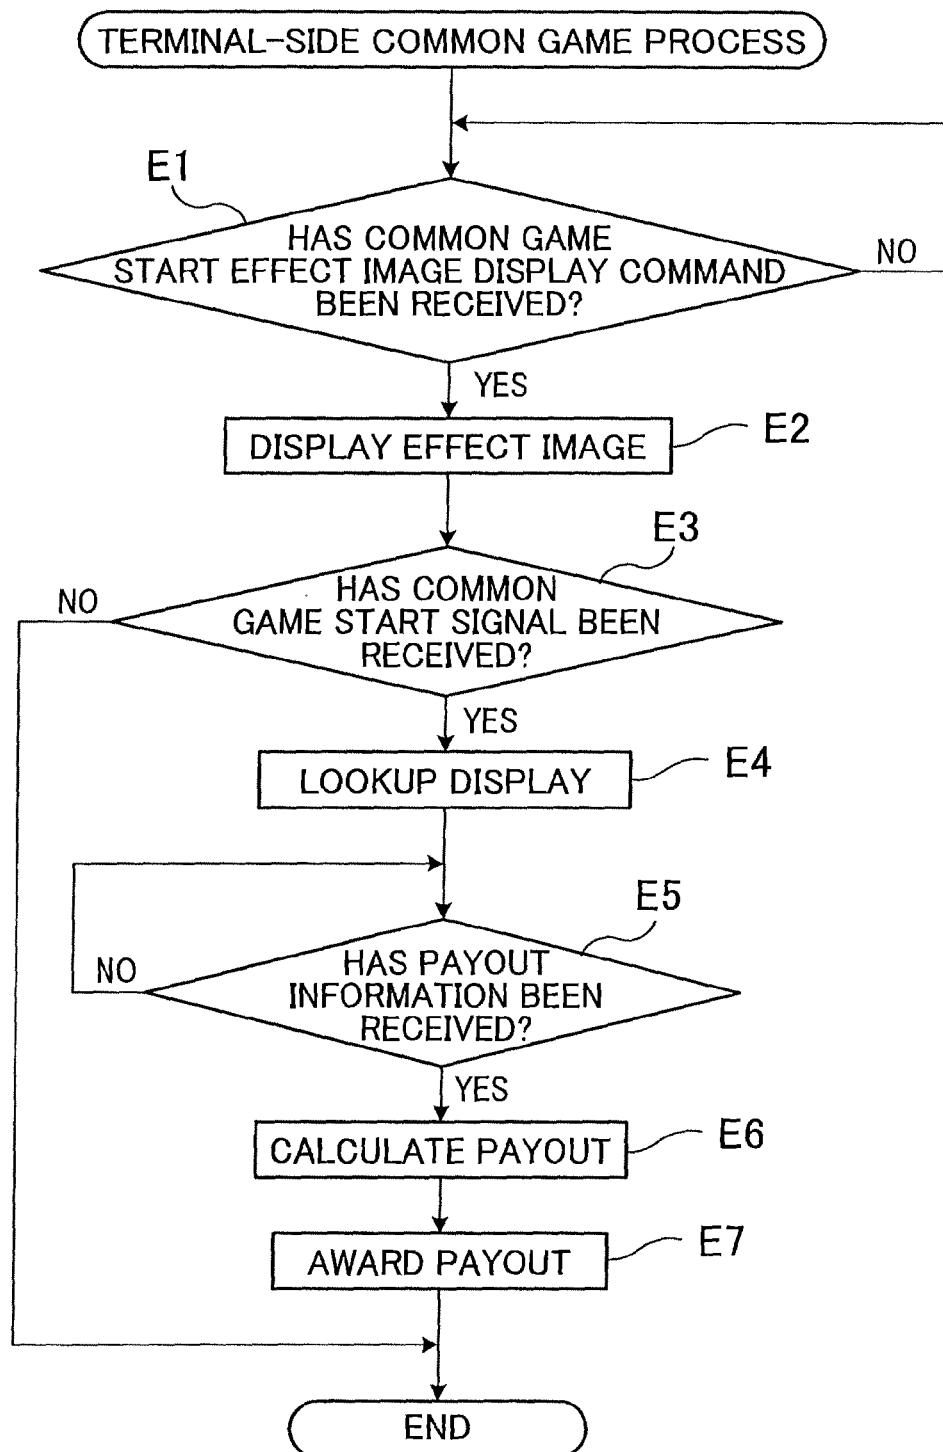 TERMINAL-SIDE COMMON GAME PROCESS
E1
HAS COMMON GAME
START EFFECT IMAGE DISPLAY COMMAND
BEEN RECEIVED?
NO
YES
DISPLAY EFFECT IMAGE
E2
E3
HAS COMMON
GAME START SIGNAL BEEN
RECEIVED?
NO
YES
LOOKUP DISPLAY
E4
E5
HAS PAYOUT
INFORMATION BEEN
RECEIVED?
NO
YES
CALCULATE PAYOUT
E6
AWARD PAYOUT
E7
END